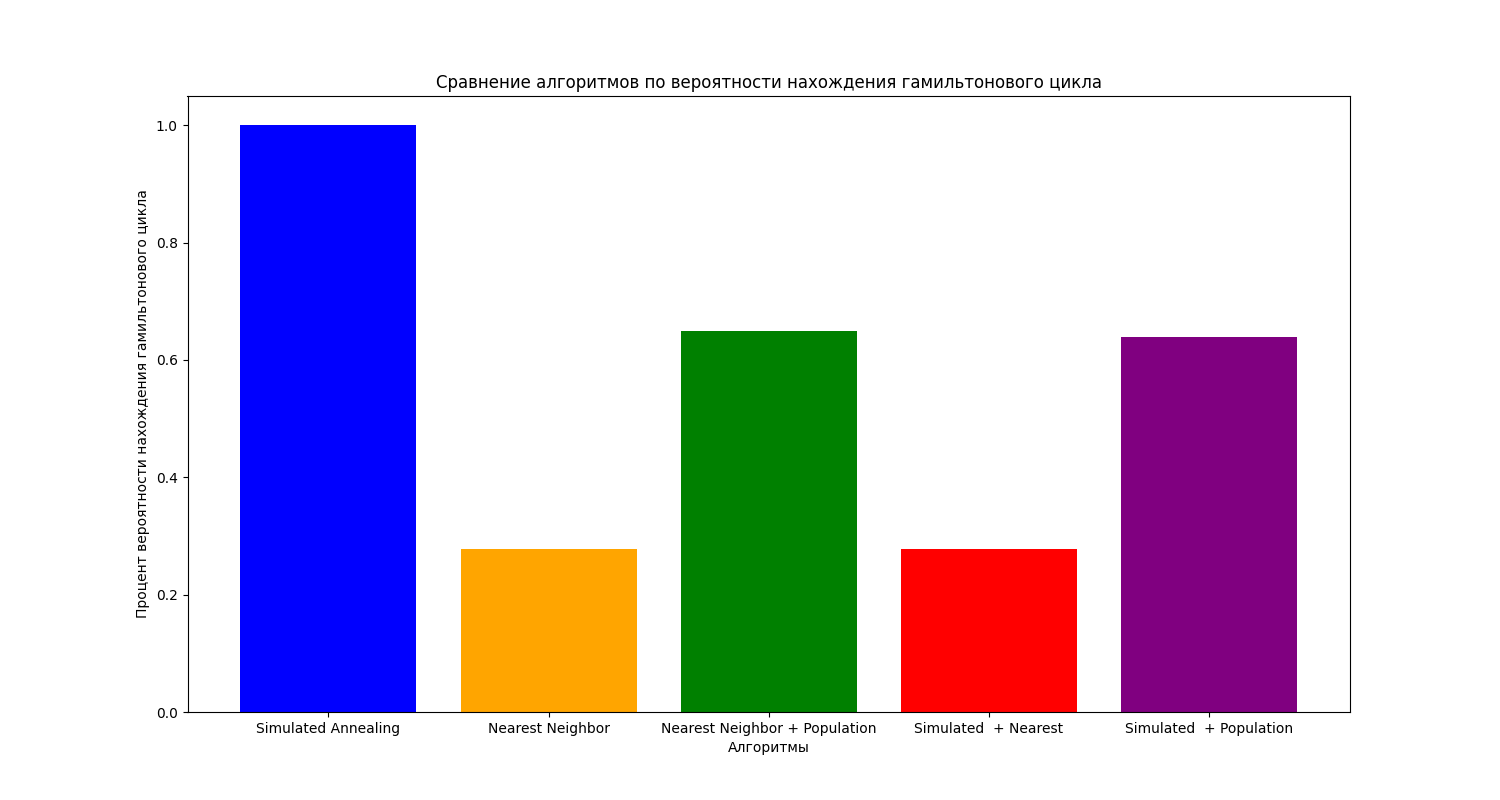 Сравнение алгоритмов по вероятности нахождения гамильтонового цикла
Процент вероятности нахождения гамильтонового цикла
1.0
0.8
0.6
0.4
0.2
0.0
Simulated Annealing
Nearest Neighbor
Nearest Neighbor + Population
Simulated  + Nearest
Simulated  + Population
Алгоритмы